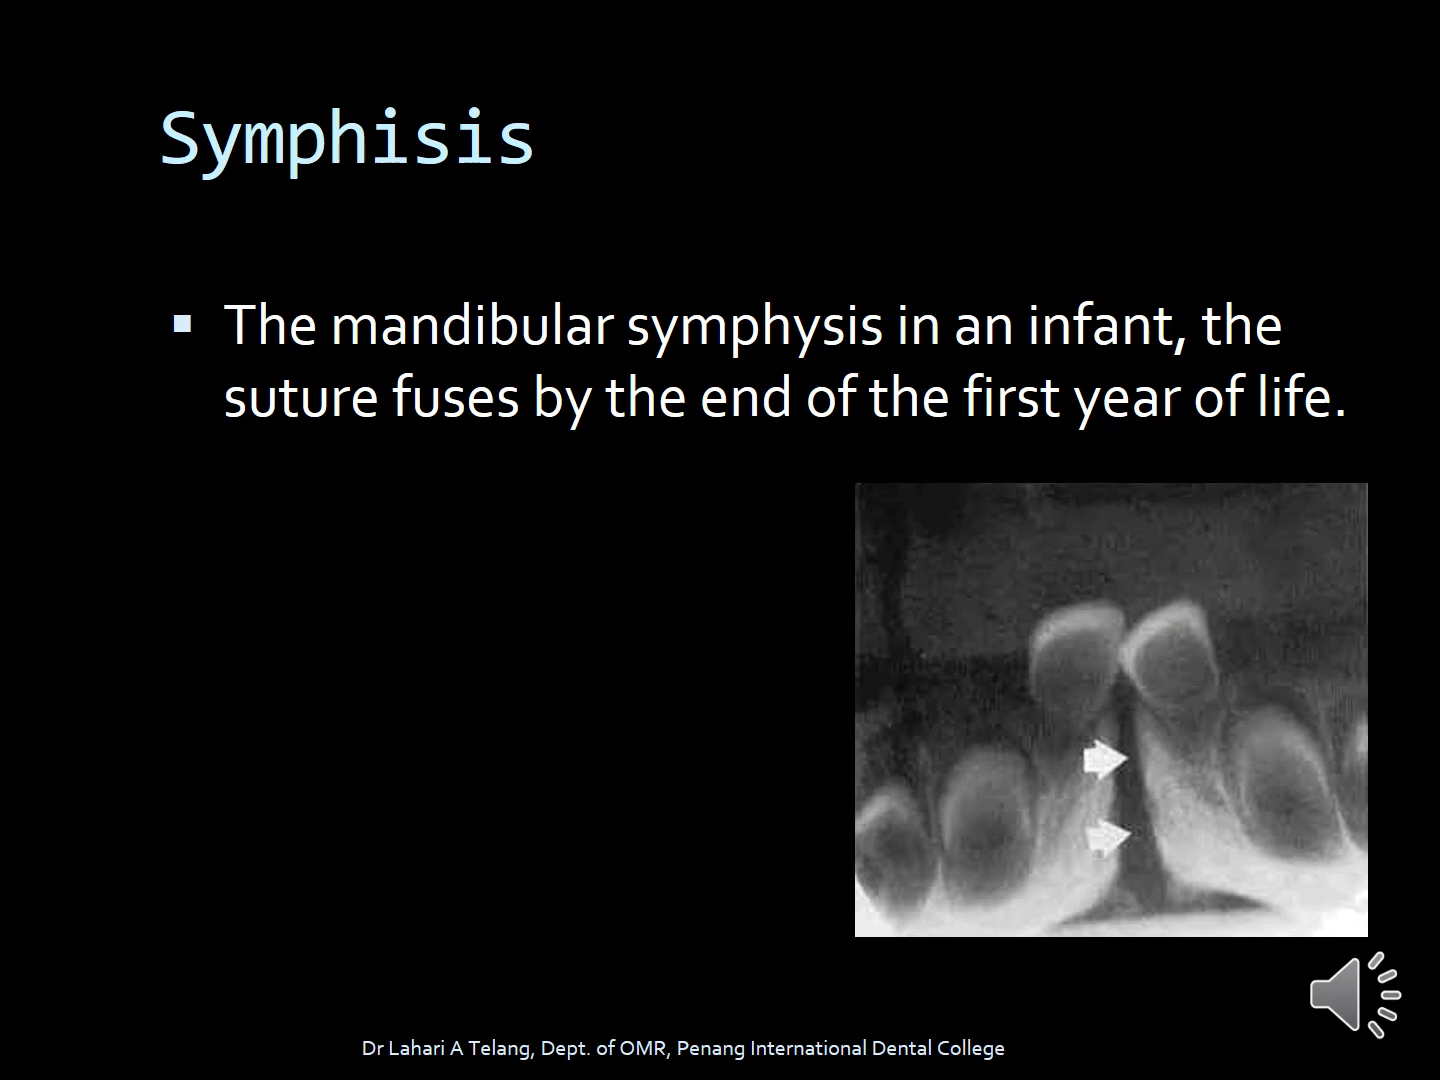 Symphisis
▪ The mandibular symphysis in an infant, the
suture fuses by the end of the first year of life.
Dr Lahari A Telang, Dept. of OMR, Penang International Dental College